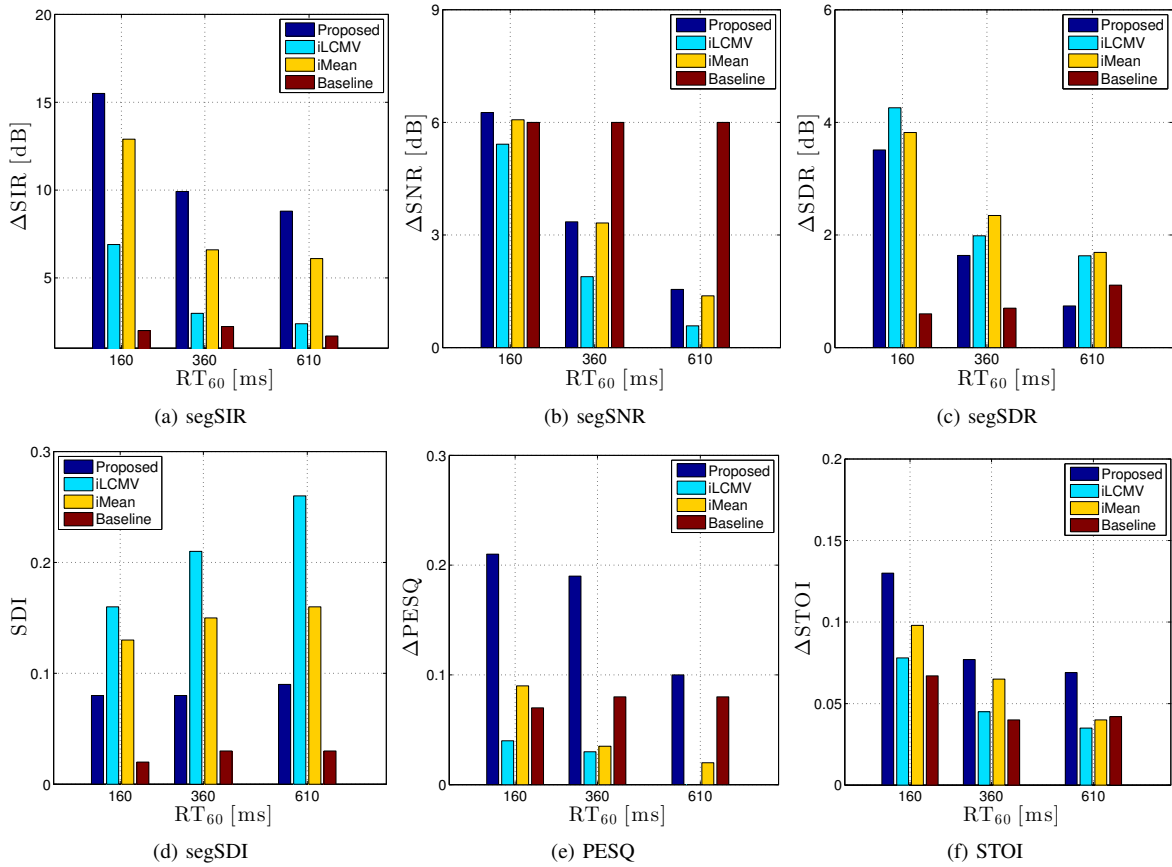 20
15
10
5
ΔSIR [dB]
Proposed
iLCMV
iMean
Baseline
160 360 610
RT60 [ms]
(a) segSIR
9
6
3
0
ΔSNR [dB]
Proposed
iLCMV
iMean
Baseline
160 360 610
RT60 [ms]
(b) segSNR
6
4
2
0
ΔSDR [dB]
Proposed
iLCMV
iMean
Baseline
160 360 610
RT60 [ms]
(c) segSDR
0.3
0.2
0.1
0
SDI
Proposed
iLCMV
iMean
Baseline
160 360 610
RT60 [ms]
(d) segSDI
0.3
0.2
0.1
0
ΔPESQ
Proposed
iLCMV
iMean
Baseline
160 360 610
RT60 [ms]
(e) PESQ
0.2
0.15
0.1
0.05
0
ΔSTOI
Proposed
iLCMV
iMean
Baseline
160 360 610
RT60 [ms]
(f) STOI